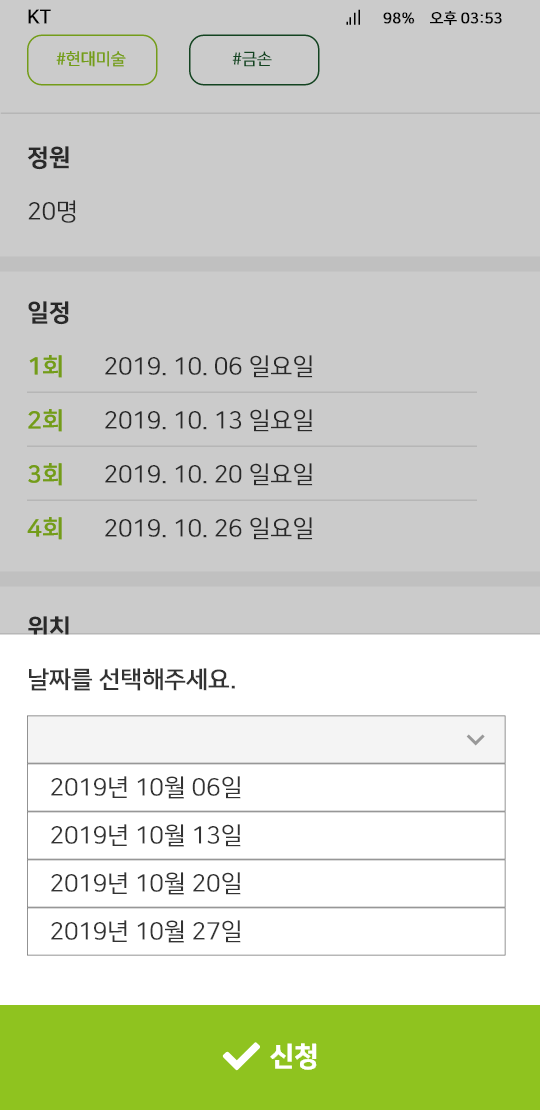 KT 98% 오후 03:53
#현대미술 #금손
정원
20명
일정
1회 2019. 10. 06 일요일
2회 2019. 10. 13 일요일
3회 2019. 10. 20 일요일
4회 2019. 10. 26 일요일
위치
날짜를 선택해주세요.
2019년 10월 06일
2019년 10월 13일
2019년 10월 20일
2019년 10월 27일
신청